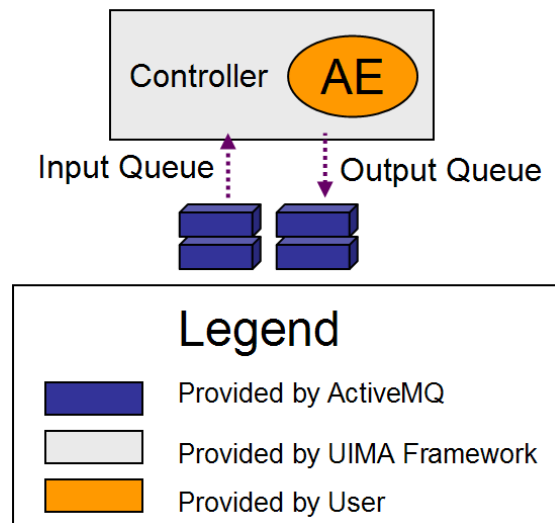 Controller
AE
Input Queue
Output Queue
Legend
Provided by ActiveMQ
Provided by UIMA Framework
Provided by User